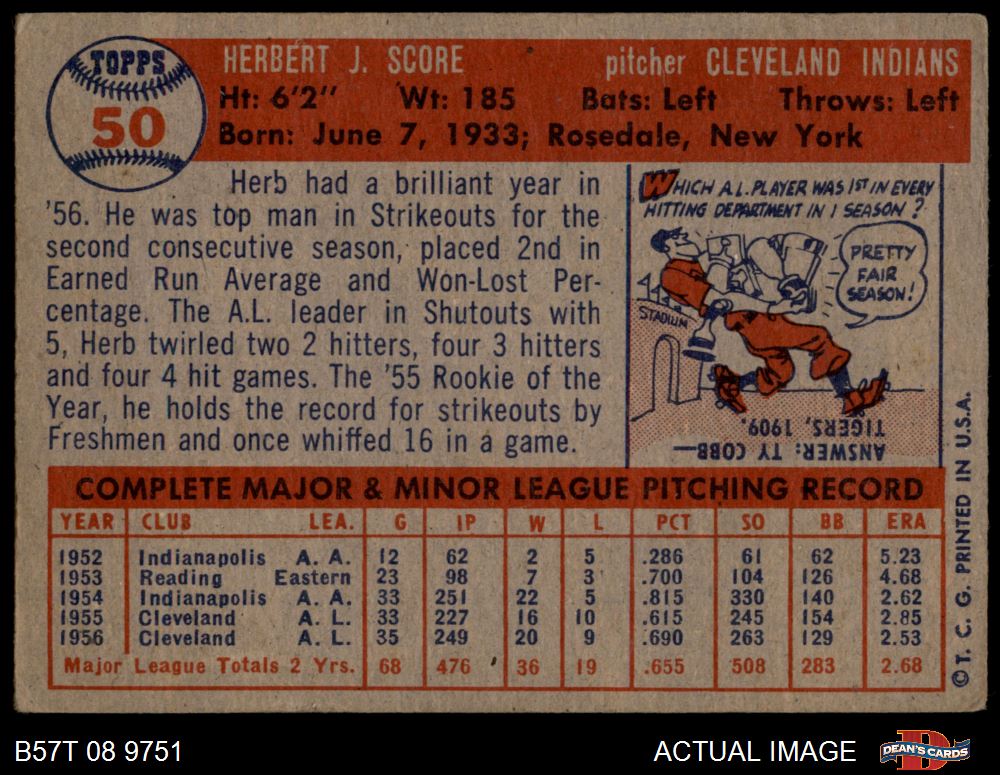 TOPPS
50
HERBERT J. SCORE pitcher CLEVELAND INDIANS
Ht: 6'2" Wt: 185 Bats: Left Throws: Left
Born: June 7, 1933; Rosedale, New York
Herb had a brilliant year in
'56. He was top man in Strikeouts for the
second consecutive season, placed 2nd in
Earned Run Average and Won-Lost Per-
centage. The A.L. leader in Shutouts with
5, Herb twirled two 2 hitters, four 3 hitters
and four 4 hit games. The '55 Rookie of the
Year, he holds the record for strikeouts by
Freshmen and once whiffed 16 in a game.
WHICH A.L. PLAYER WAS 1ST IN EVERY
HITTING DEPARTMENT IN 1 SEASON?
PRETTY
FAIR
SEASON!
STADIUM
ANSWER: TY COBB—
TIGERS, 1909.
COMPLETE MAJOR & MINOR LEAGUE PITCHING RECORD
YEAR CLUB LEA. G IP W L PCT SO BB ERA
1952 Indianapolis A. A. 12 62 2 5 .286 61 62 5.23
1953 Reading Eastern 23 98 7 3 .700 104 126 4.68
1954 Indianapolis A. A. 33 251 22 5 .815 330 140 2.62
1955 Cleveland A. L. 33 227 16 10 .615 245 154 2.85
1956 Cleveland A. L. 35 249 20 9 .690 263 129 2.53
Major League Totals 2 Yrs. 68 476 36 19 .655 508 283 2.68
© T. C. G. PRINTED IN U.S.A.
B57T 08 9751 ACTUAL IMAGE
D
DEAN'S CARDS